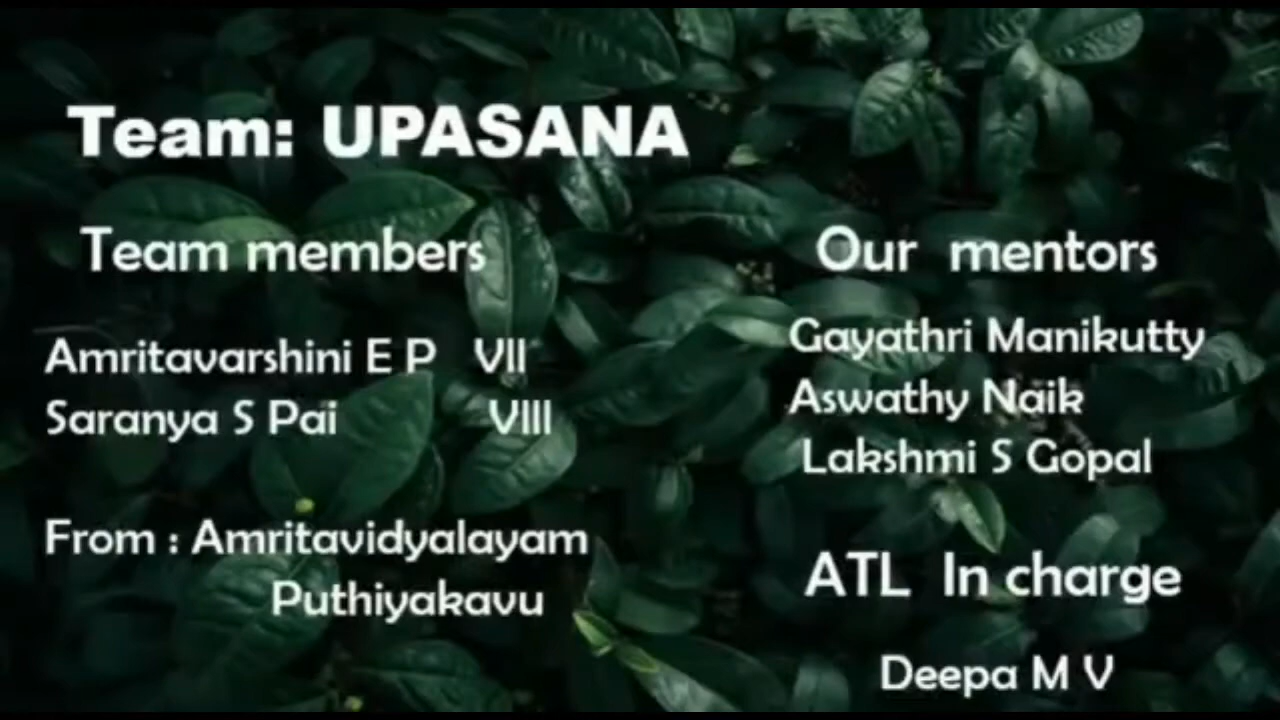 Team: UPASANA
Team members
Amritavarshini E P VII
Saranya S Pai VIII
From : Amritavidyalayam
Puthiyakavu
Our mentors
Gayathri Manikutty
Aswathy Naik
Lakshmi S Gopal
ATL In charge
Deepa M V